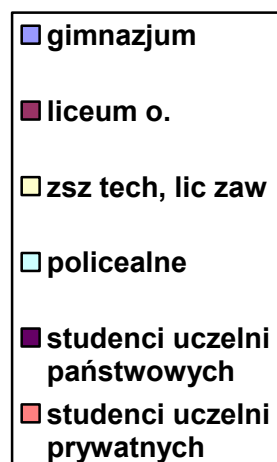 gimnazjum
liceum o.
zsz tech, lic zaw
policealne
studenci uczelni
państwowych
studenci uczelni
prywatnych